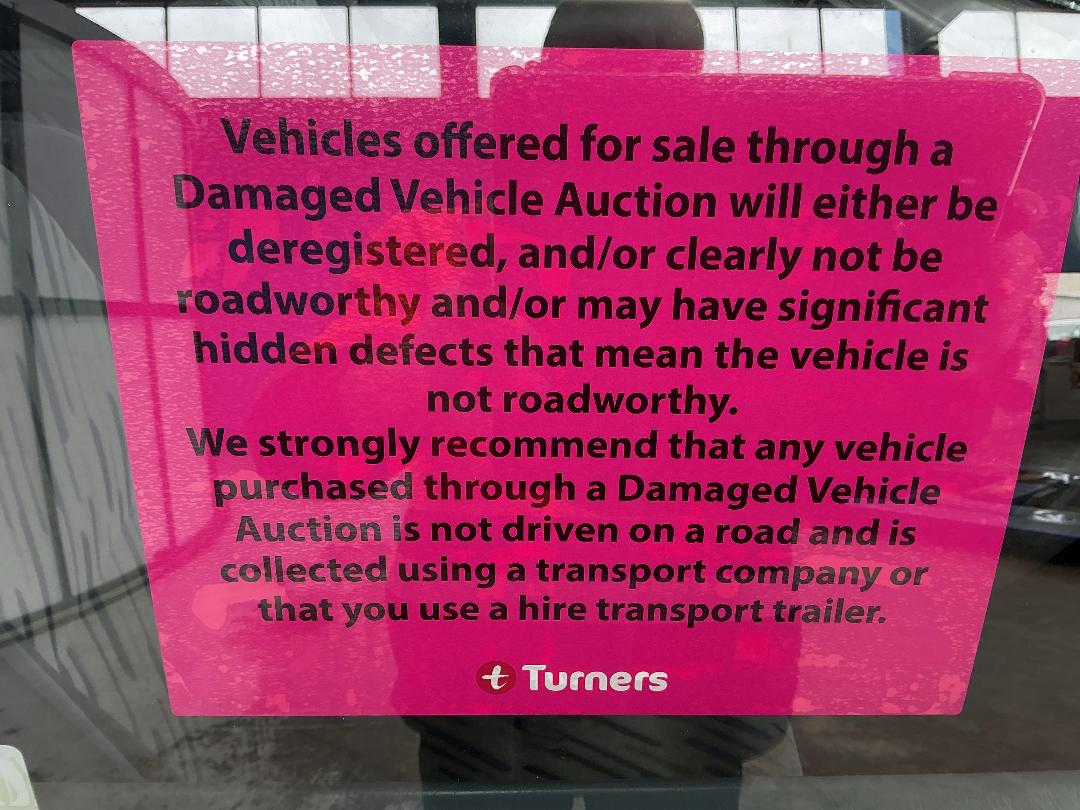 Vehicles offered for sale through a
Damaged Vehicle Auction will either be
deregistered, and/or clearly not be
roadworthy and/or may have significant
hidden defects that mean the vehicle is
not roadworthy.
We strongly recommend that any vehicle
purchased through a Damaged Vehicle
Auction is not driven on a road and is
collected using a transport company or
that you use a hire transport trailer.
t Turners